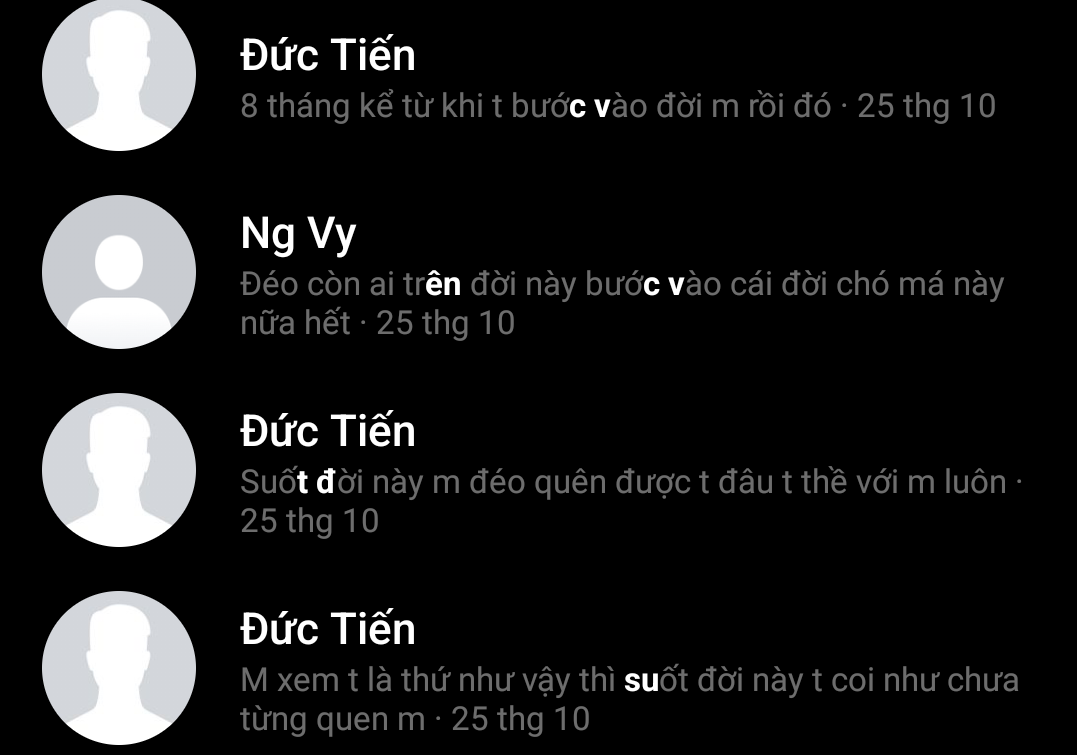 Đức Tiến
8 tháng kể từ khi t bước vào đời m rồi đó · 25 thg 10
Ng Vy
Đéo còn ai trên đời này bước vào cái đời chó má này
nữa hết · 25 thg 10
Đức Tiến
Suốt đời này m đéo quên được t đâu t thề với m luôn ·
25 thg 10
Đức Tiến
M xem t là thứ như vậy thì suốt đời này t coi như chưa
từng quen m · 25 thg 10